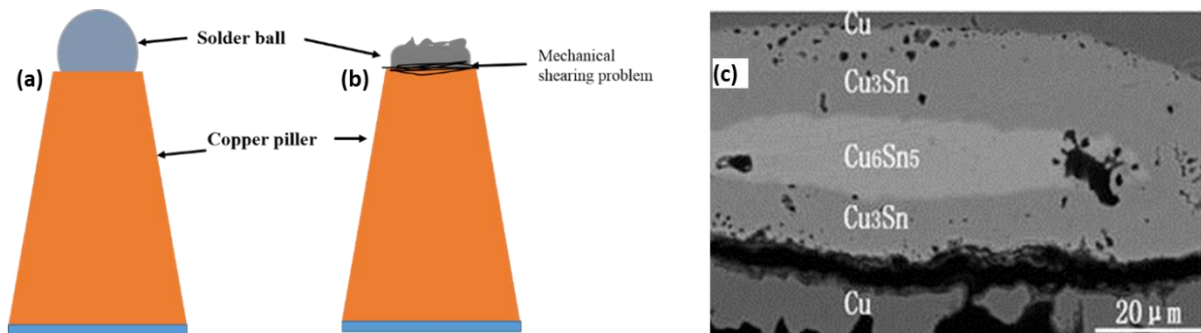 (a)
Solder ball
Copper piller
(b)
Mechanical
shearing problem
(c)
Cu
Cu3Sn
Cu6Sn5
Cu3Sn
Cu
20 μm